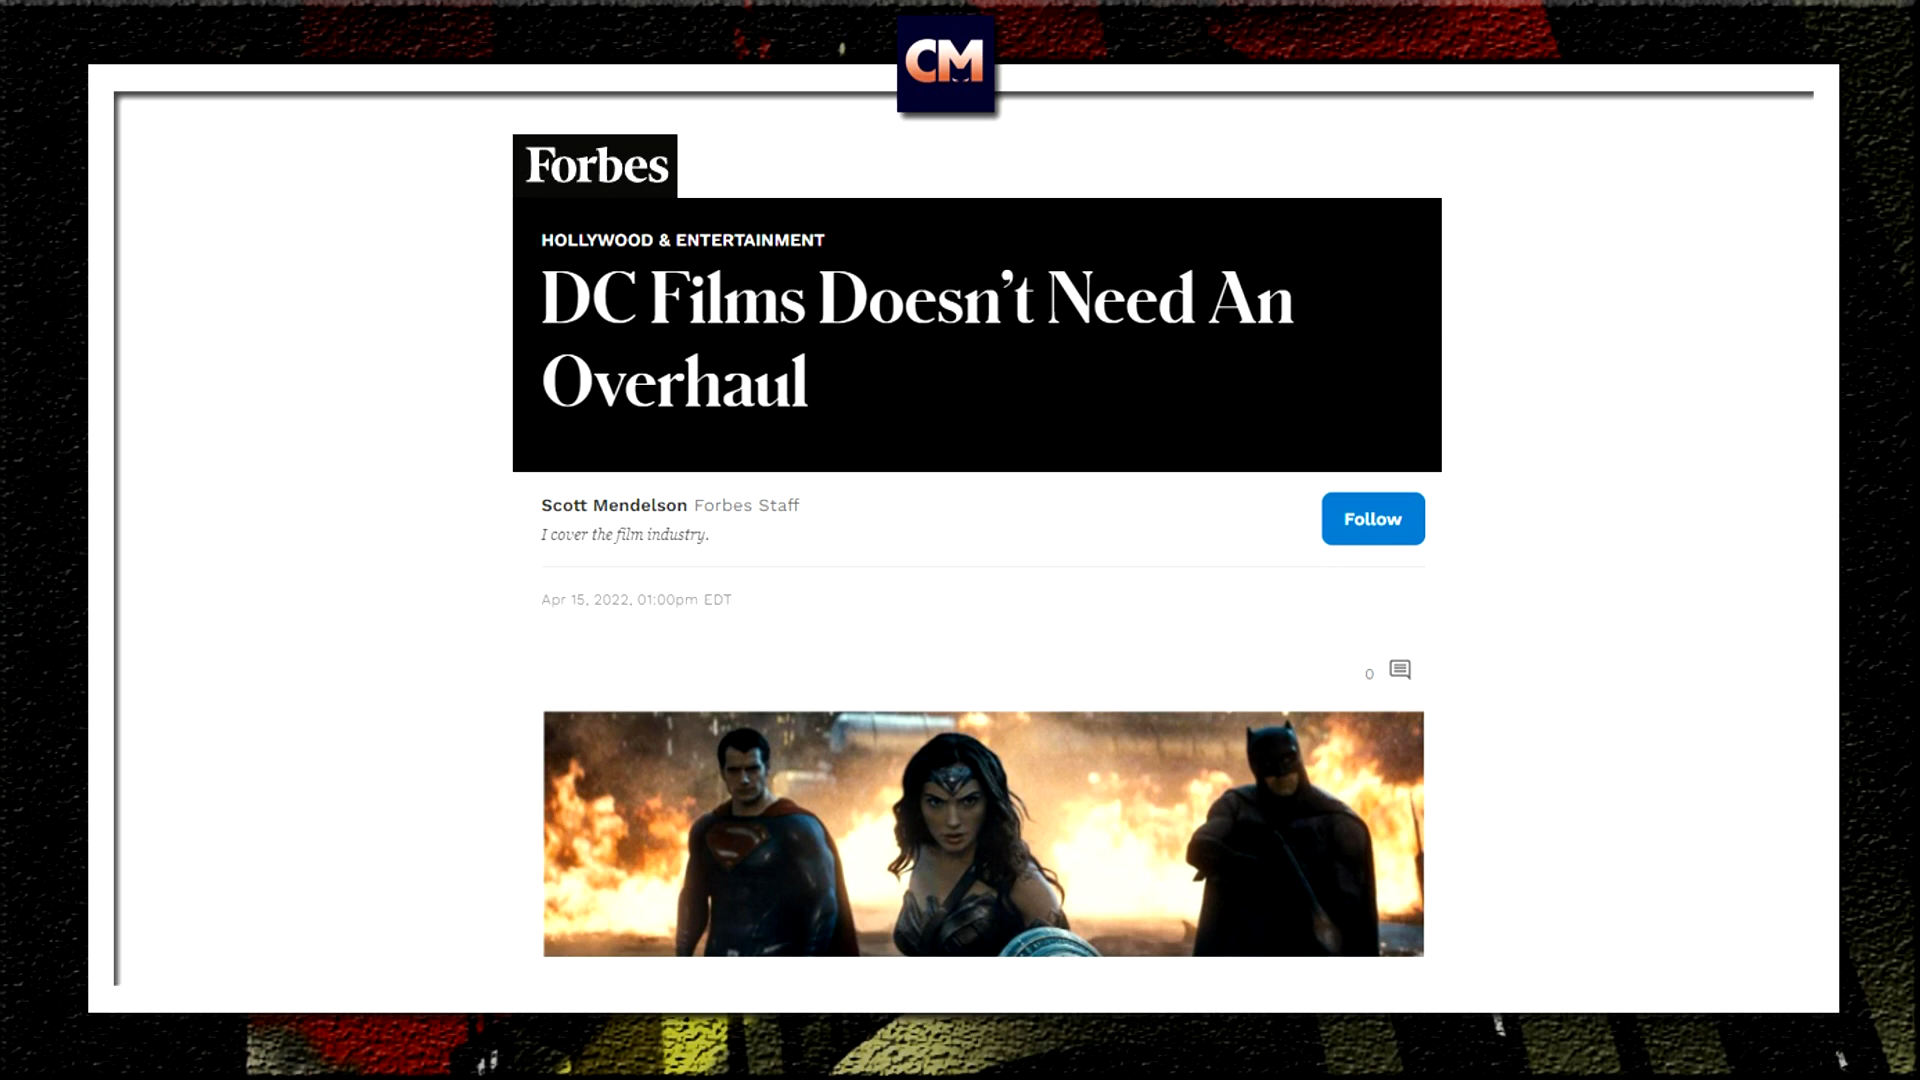 CM
Forbes
HOLLYWOOD & ENTERTAINMENT
DC Films Doesn’t Need An
Overhaul
Scott Mendelson Forbes Staff
Follow
I cover the film industry.
Apr 15, 2022, 01:00pm EDT
0